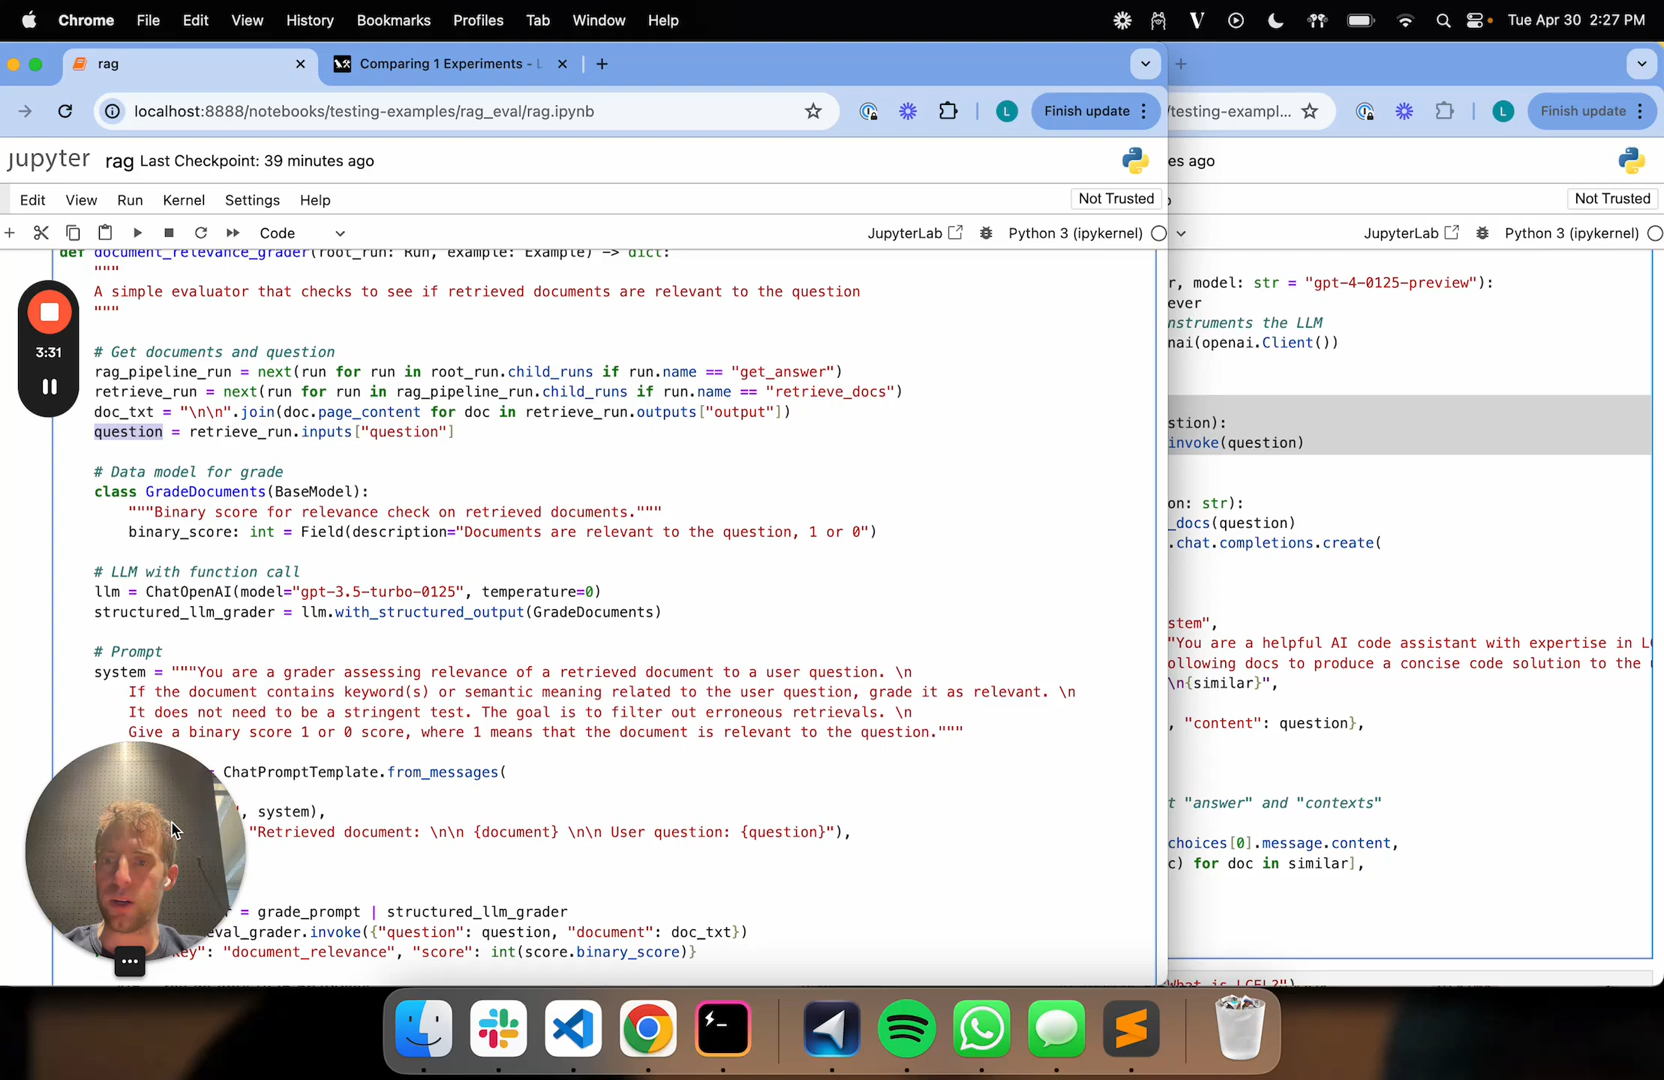 Chrome File Edit View History Bookmarks Profiles Tab Window Help V Tue Apr 30 2:27 PM
rag
Comparing 1 Experiments -
localhost:8888/notebooks/testing-examples/rag_eval/rag.ipynb L Finish update
/testing-exampl... L Finish update
jupyter rag Last Checkpoint: 39 minutes ago
es ago
Edit View Run Kernel Settings Help Not Trusted
Not Trusted
Code JupyterLab Python 3 (ipykernel)
JupyterLab Python 3 (ipykernel)
def document_relevance_grader(root_run: Run, example: Example) -> dict:
"""
A simple evaluator that checks to see if retrieved documents are relevant to the question
"""
# Get documents and question
rag_pipeline_run = next(run for run in root_run.child_runs if run.name == "get_answer")
retrieve_run = next(run for run in rag_pipeline_run.child_runs if run.name == "retrieve_docs")
doc_txt = "\n\n".join(doc.page_content for doc in retrieve_run.outputs["output"])
question = retrieve_run.inputs["question"]
# Data model for grade
class GradeDocuments(BaseModel):
"""Binary score for relevance check on retrieved documents."""
binary_score: int = Field(description="Documents are relevant to the question, 1 or 0")
# LLM with function call
llm = ChatOpenAI(model="gpt-3.5-turbo-0125", temperature=0)
structured_llm_grader = llm.with_structured_output(GradeDocuments)
# Prompt
system = """You are a grader assessing relevance of a retrieved document to a user question. \n
If the document contains keyword(s) or semantic meaning related to the user question, grade it as relevant. \n
It does not need to be a stringent test. The goal is to filter out erroneous retrievals. \n
Give a binary score 1 or 0 score, where 1 means that the document is relevant to the question."""
= ChatPromptTemplate.from_messages(
", system),
"Retrieved document: \n\n {document} \n\n User question: {question}"),
= grade_prompt | structured_llm_grader
.invoke({"question": question, "document": doc_txt})
"document_relevance", "score": int(score.binary_score)}
3:31
r, model: str = "gpt-4-0125-preview"):
ever
nstruments the LLM
nai(openai.Client())
stion):
invoke(question)
on: str):
_docs(question)
.chat.completions.create(
stem",
"You are a helpful AI code assistant with expertise in
ollowing docs to produce a concise code solution to the
\n{similar}",
, "content": question},
t "answer" and "contexts"
choices[0].message.content,
c) for doc in similar],